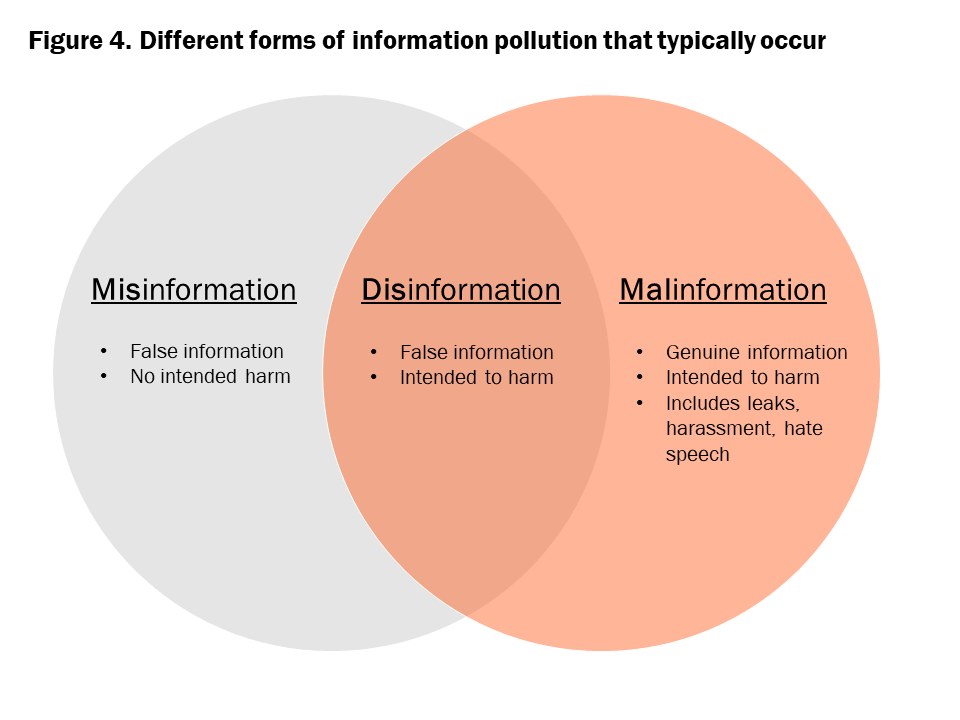 Figure 4. Different forms of information pollution that typically occur
Misinformation
• False information
• No intended harm
Disinformation
• False information
• Intended to harm
Malinformation
• Genuine information
• Intended to harm
• Includes leaks,
harassment, hate
speech